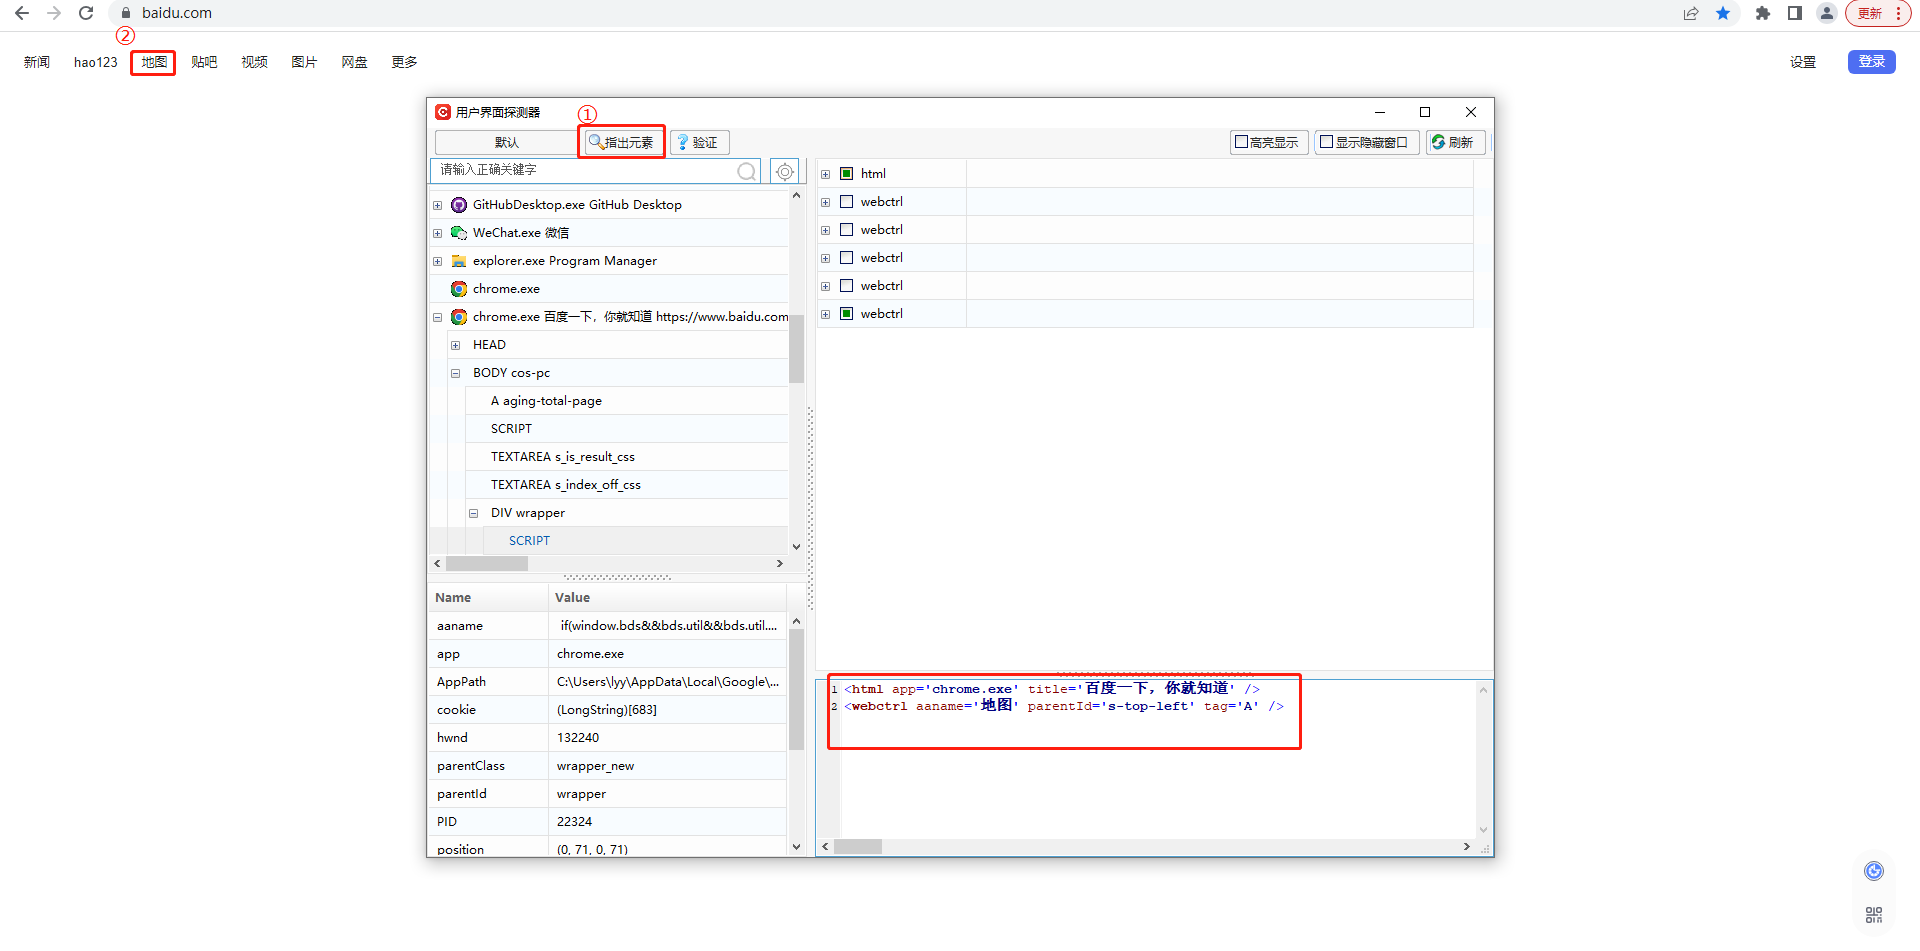 baidu.com
更新
②
新闻 hao123 地图 贴吧 视频 图片 网盘 更多
设置 登录
用户界面探测器
①
默认 指出元素 验证
高亮显示 显示隐藏窗口 刷新
请输入正确关键字
GitHubDesktop.exe GitHub Desktop
WeChat.exe 微信
explorer.exe Program Manager
chrome.exe
chrome.exe 百度一下，你就知道 https://www.baidu.com
HEAD
BODY cos-pc
A aging-total-page
SCRIPT
TEXTAREA s_is_result_css
TEXTAREA s_index_off_css
DIV wrapper
SCRIPT
html
webctrl
webctrl
webctrl
webctrl
webctrl
Name Value
aaname if(window.bds&&bds.util&&bds.util....
app chrome.exe
AppPath C:\Users\lyy\AppData\Local\Google\...
cookie (LongString)[683]
hwnd 132240
parentClass wrapper_new
parentId wrapper
PID 22324
position (0, 71, 0, 71)
1 <html app='chrome.exe' title='百度一下，你就知道' />
2 <webctrl aaname='地图' parentId='s-top-left' tag='A' />